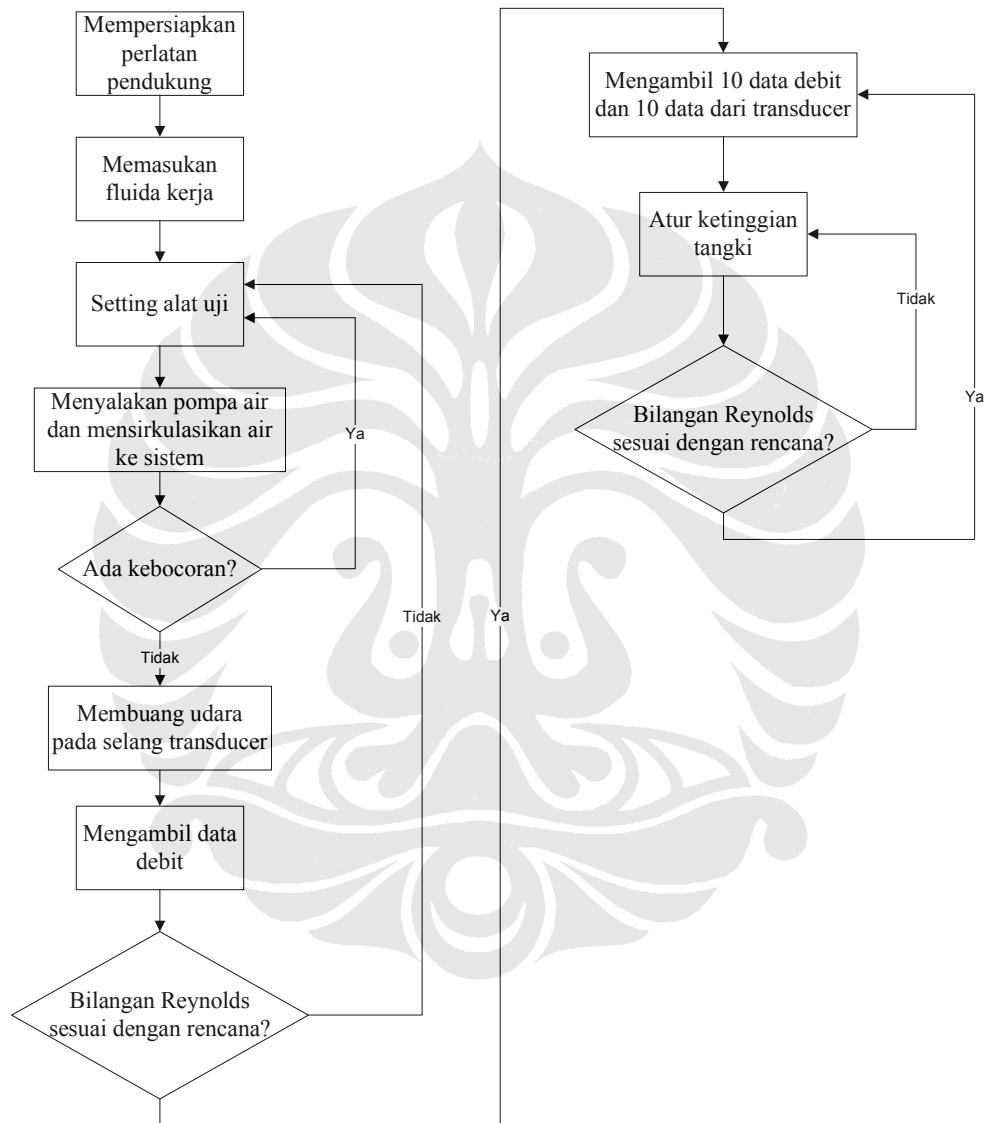 Mempersiapkan
perlatan
pendukung
Memasukan
fluida kerja
Setting alat uji
Menyalakan pompa air
dan mensirkulasikan air
ke sistem
Ya
Ada kebocoran?
Tidak
Tidak
Membuang udara
pada selang transducer
Mengambil data
debit
Bilangan Reynolds
sesuai dengan rencana?
Ya
Mengambil 10 data debit
dan 10 data dari transducer
Atur ketinggian
tangki
Tidak
Bilangan Reynolds
sesuai dengan rencana?
Ya